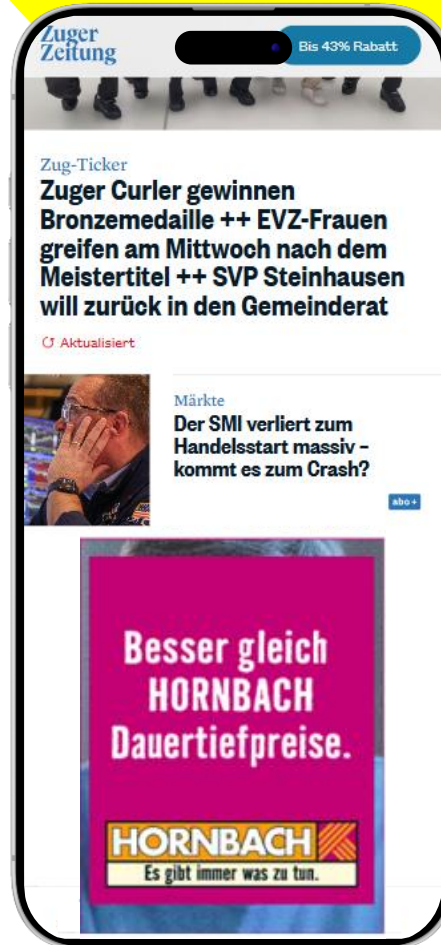 Zuger
Zeitung
Bis 43% Rabatt
Zug-Ticker
Zuger Curler gewinnen
Bronzemedaille ++ EVZ-Frauen
greifen am Mittwoch nach dem
Meistertitel ++ SVP Steinhausen
will zurück in den Gemeinderat
Aktualisiert
Märkte
Der SMI verliert zum
Handelsstart massiv –
kommt es zum Crash?
abo+
Besser gleich
HORNBACH
Dauertiefpreise.
HORNBACH
Es gibt immer was zu tun.